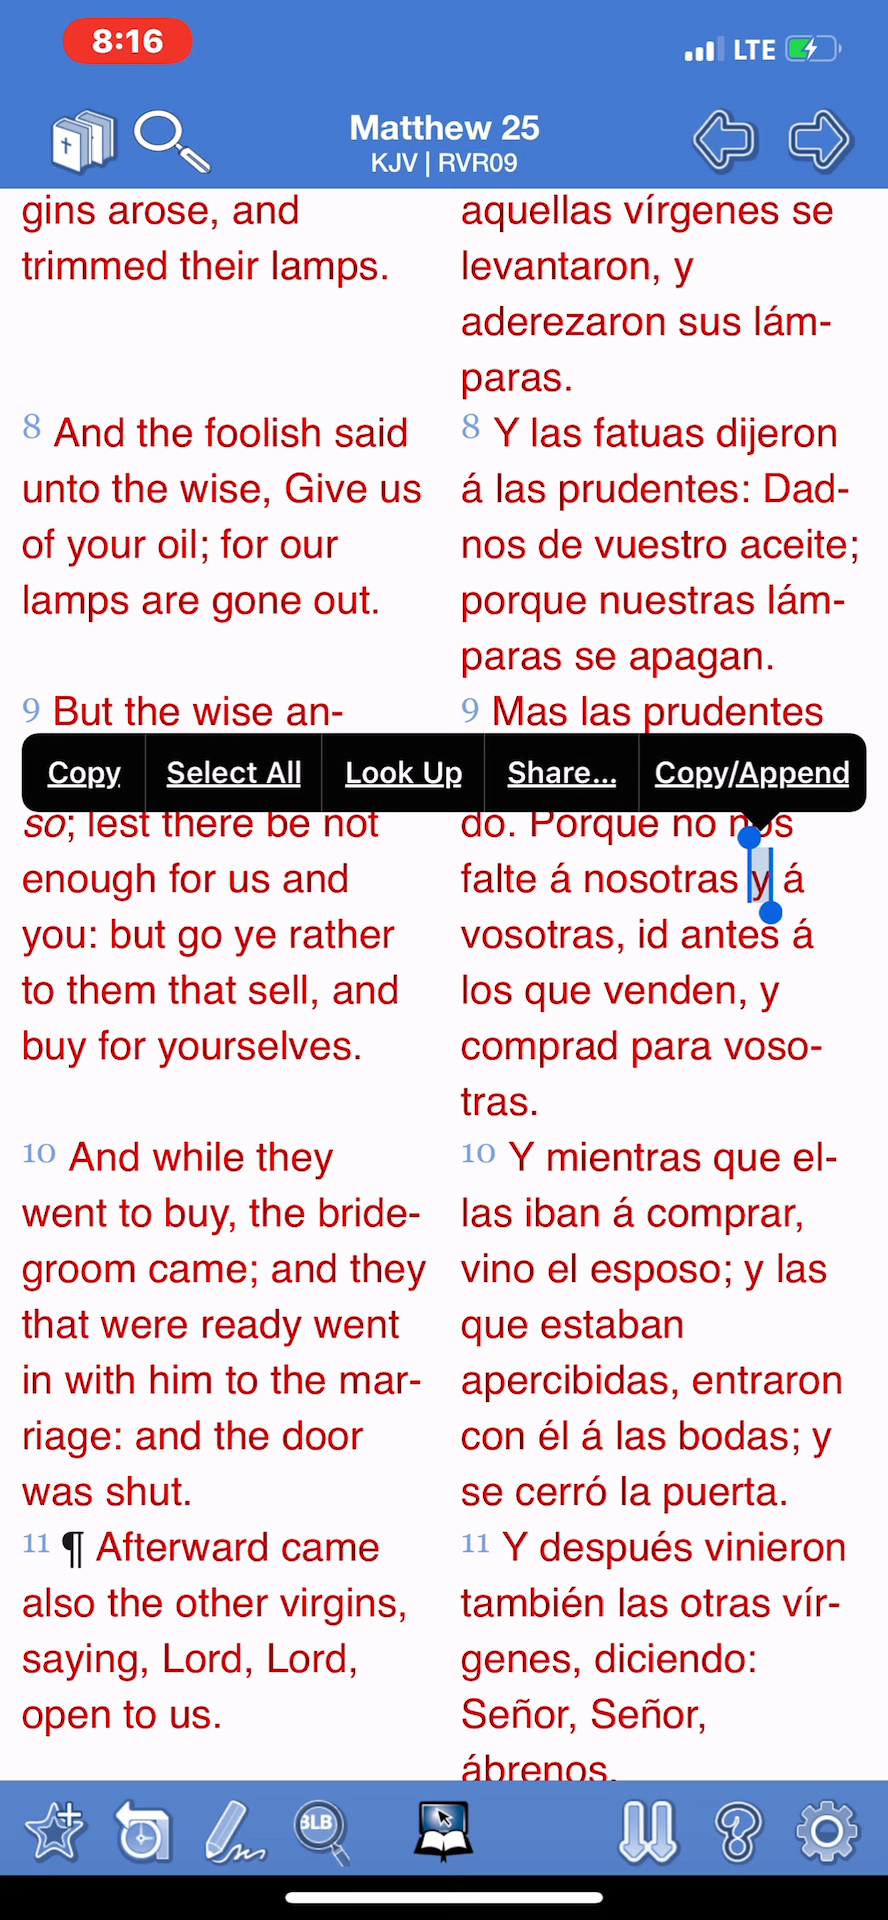 8:16
LTE
Matthew 25
KJV | RVR09
gins arose, and
trimmed their lamps.
8 And the foolish said
unto the wise, Give us
of your oil; for our
lamps are gone out.
9 But the wise an-
so; lest there be not
enough for us and
you: but go ye rather
to them that sell, and
buy for yourselves.
10 And while they
went to buy, the bride-
groom came; and they
that were ready went
in with him to the mar-
riage: and the door
was shut.
11 ¶ Afterward came
also the other virgins,
saying, Lord, Lord,
open to us.
aquellas vírgenes se
levantaron, y
aderezaron sus lám-
paras.
8 Y las fatuas dijeron
á las prudentes: Dad-
nos de vuestro aceite;
porque nuestras lám-
paras se apagan.
9 Mas las prudentes
do. Porque no nos
falte á nosotras y á
vosotras, id antes á
los que venden, y
comprad para voso-
tras.
10 Y mientras que el-
las iban á comprar,
vino el esposo; y las
que estaban
apercibidas, entraron
con él á las bodas; y
se cerró la puerta.
11 Y después vinieron
también las otras vír-
genes, diciendo:
Señor, Señor,
ábrenos.
Copy Select All Look Up Share... Copy/Append
BLB